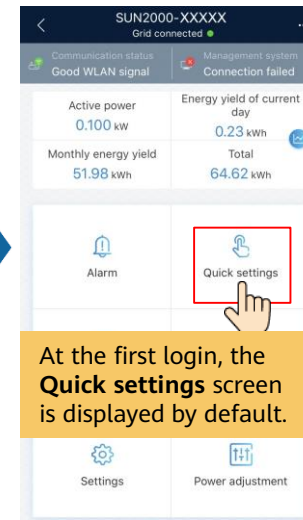 SUN2000-XXXXX
Grid connected
Communication status
Good WLAN signal
Management system
Connection failed
Active power
0.100 kW
Energy yield of current
day
0.23 kWh
Monthly energy yield
51.98 kWh
Total
64.62 kWh
Alarm
Quick settings
At the first login, the
Quick settings screen
is displayed by default.
Settings
Power adjustment